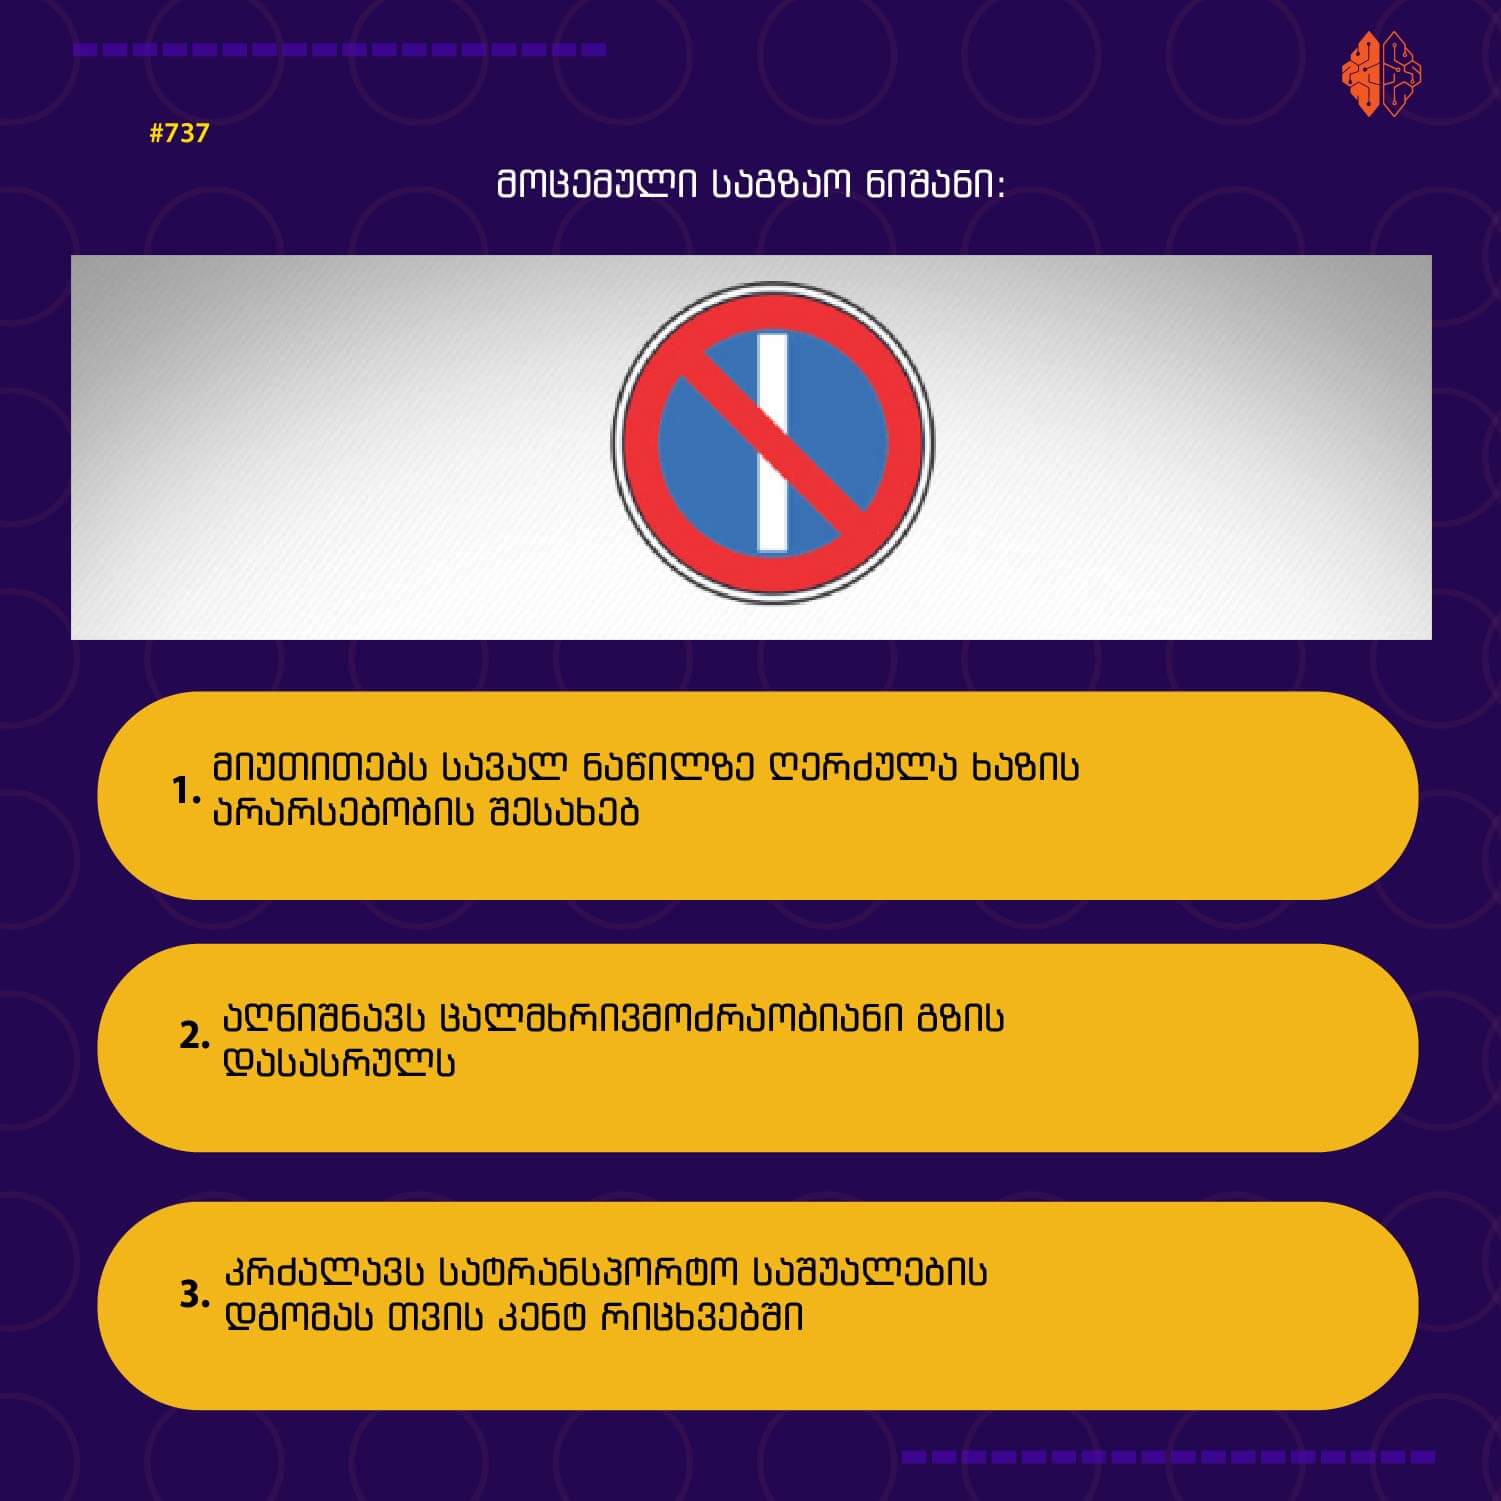 #737
მოცემული საგზაო ნიშანი:
1. მიუთითებს სავალ ნაწილზე ღერძულა ხაზის
არარსებობის შესახებ
2. აღნიშნავს ცალმხრივმოძრაობიანი გზის
დასასრულს
3. კრძალავს სატრანსპორტო საშუალების
დგომას თვის კენტ რიცხვებში